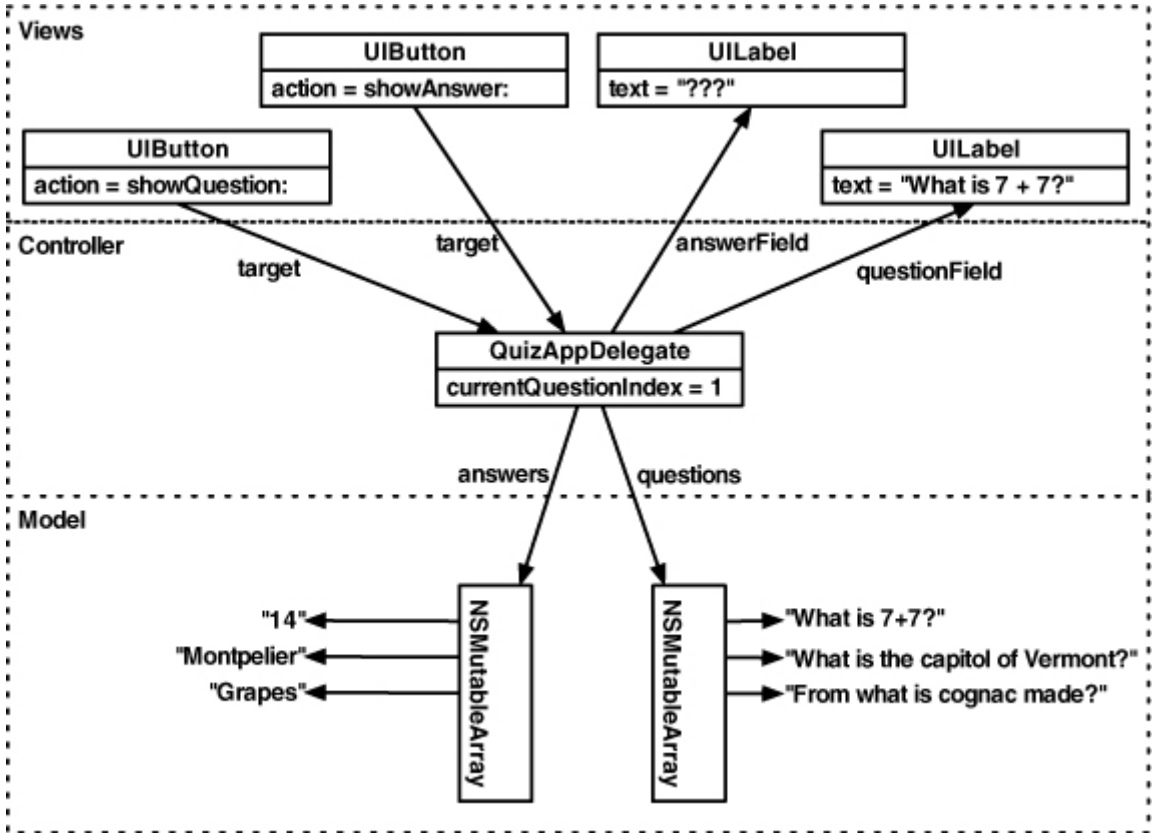 Views
UIButton
action = showAnswer:
UILabel
text = "???"
UIButton
action = showQuestion:
UILabel
text = "What is 7 + 7?"
Controller
target
target
answerField
questionField
QuizAppDelegate
currentQuestionIndex = 1
answers
questions
Model
NSMutableArray
"14"
"Montpelier"
"Grapes"
NSMutableArray
"What is 7+7?"
"What is the capitol of Vermont?"
"From what is cognac made?"